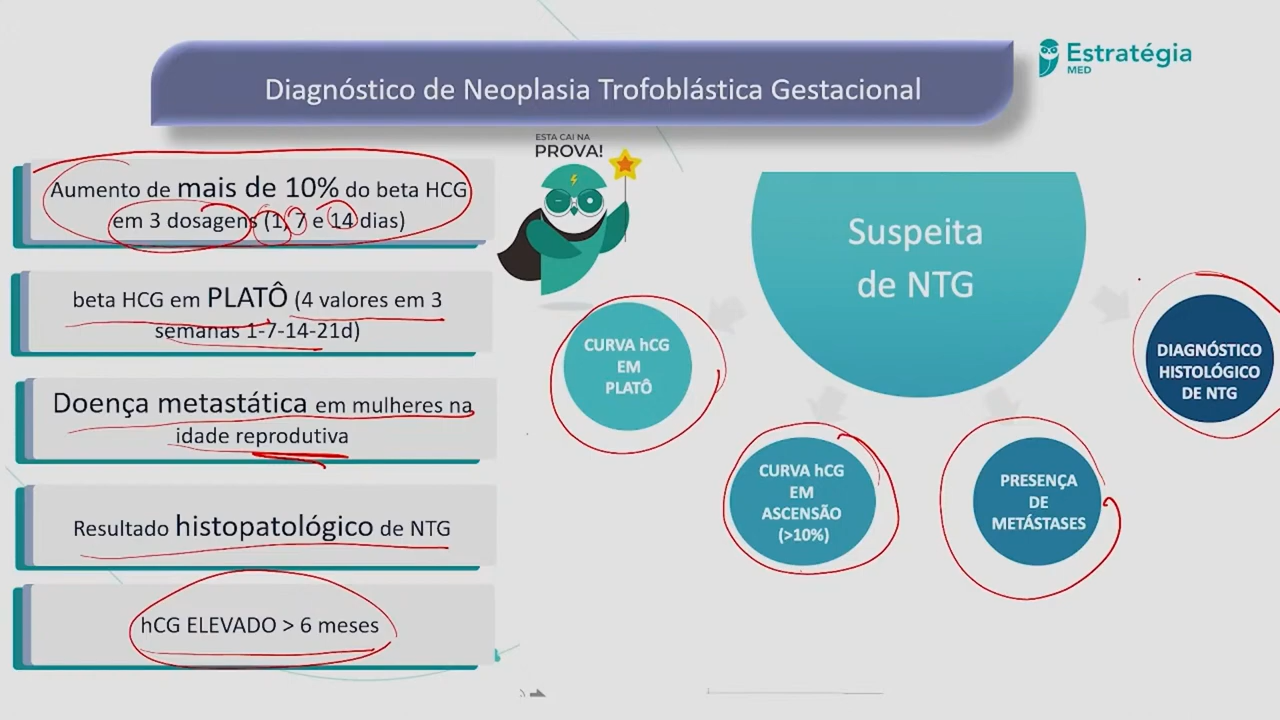 Diagnóstico de Neoplasia Trofoblástica Gestacional
Estratégia
MED
ESTA CAI NA
PROVA!
Aumento de mais de 10% do beta HCG
em 3 dosagens (1, 7 e 14 dias)
beta HCG em PLATÔ (4 valores em 3
semanas 1-7-14-21d)
Doença metastática em mulheres na
idade reprodutiva
Resultado histopatológico de NTG
hCG ELEVADO > 6 meses
Suspeita
de NTG
CURVA hCG
EM
PLATÔ
CURVA hCG
EM
ASCENSÃO
(>10%)
PRESENÇA
DE
METÁSTASES
DIAGNÓSTICO
HISTOLÓGICO
DE NTG